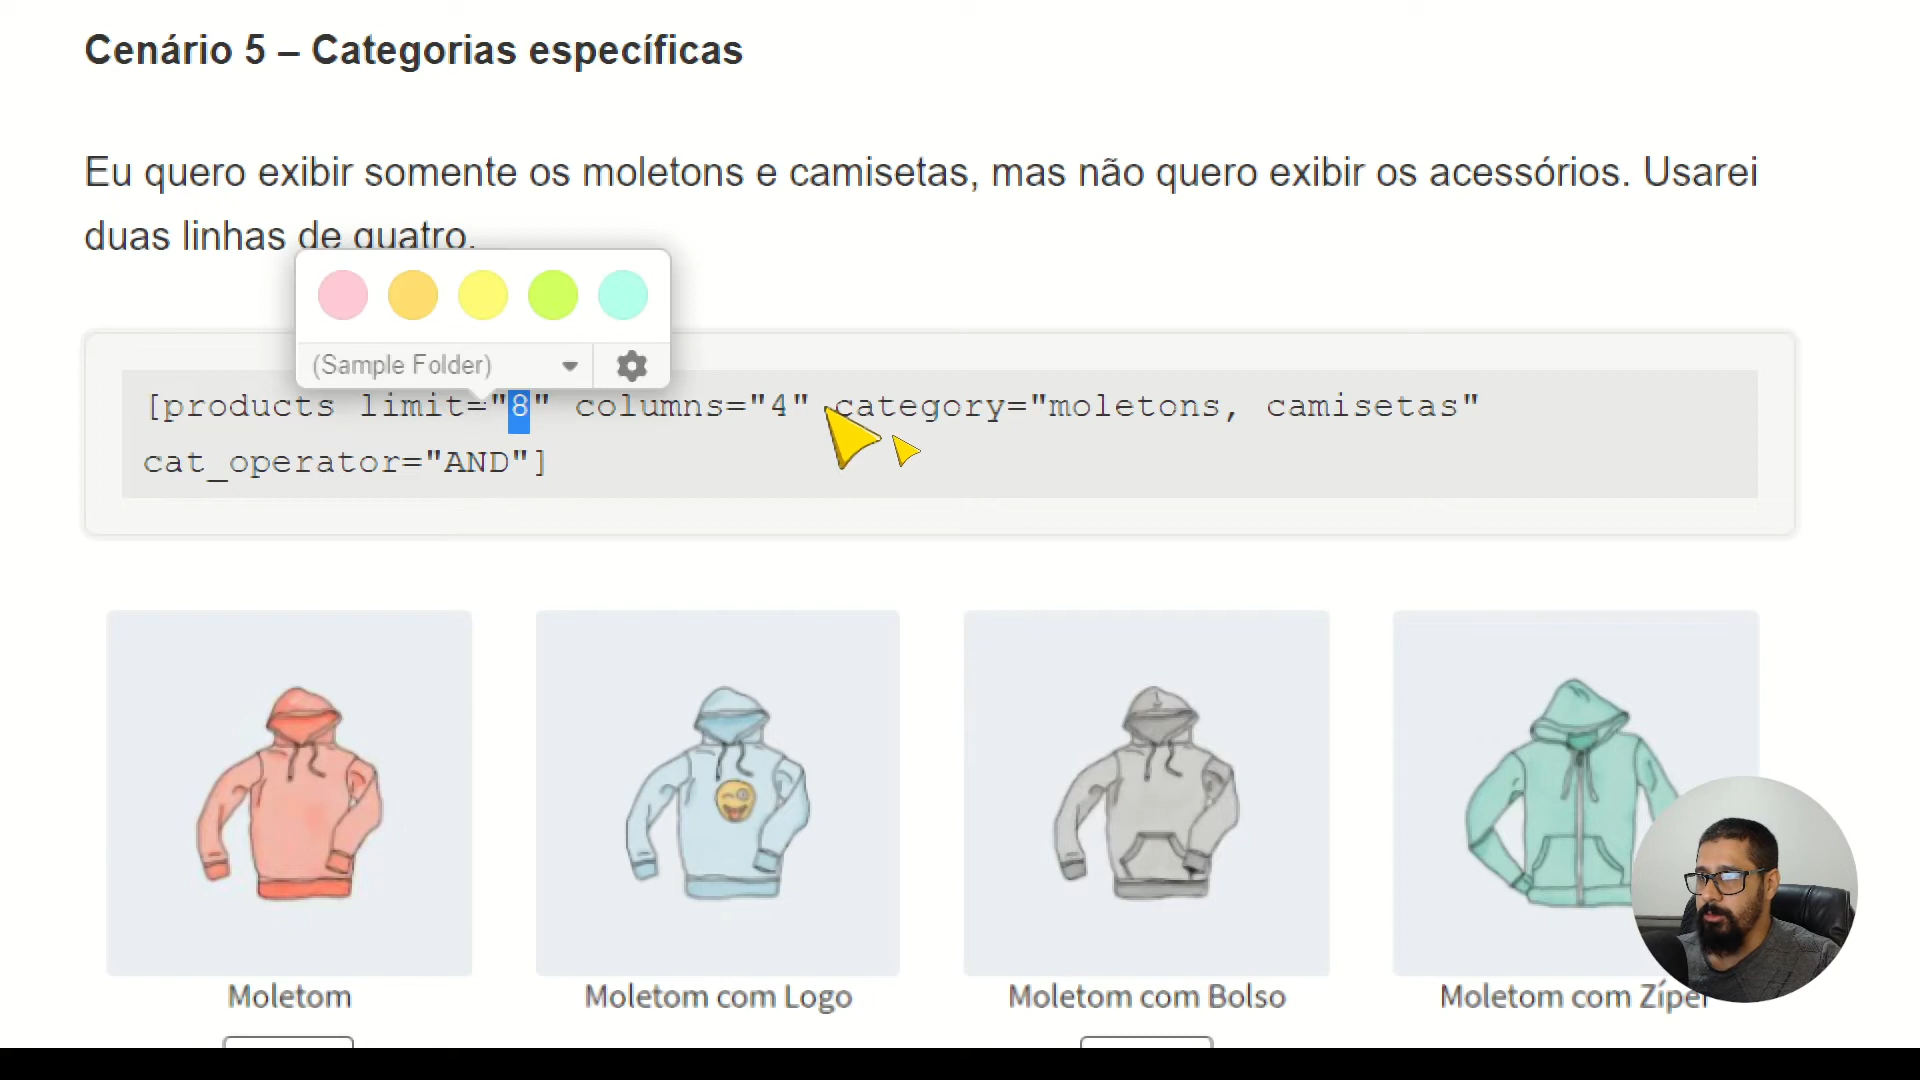 Cenário 5 – Categorias específicas
Eu quero exibir somente os moletons e camisetas, mas não quero exibir os acessórios. Usarei
duas linhas de quatro.
(Sample Folder)
[products limit="8" columns="4" category="moletons, camisetas"
cat_operator="AND"]
Moletom
Moletom com Logo
Moletom com Bolso
Moletom com Zíper